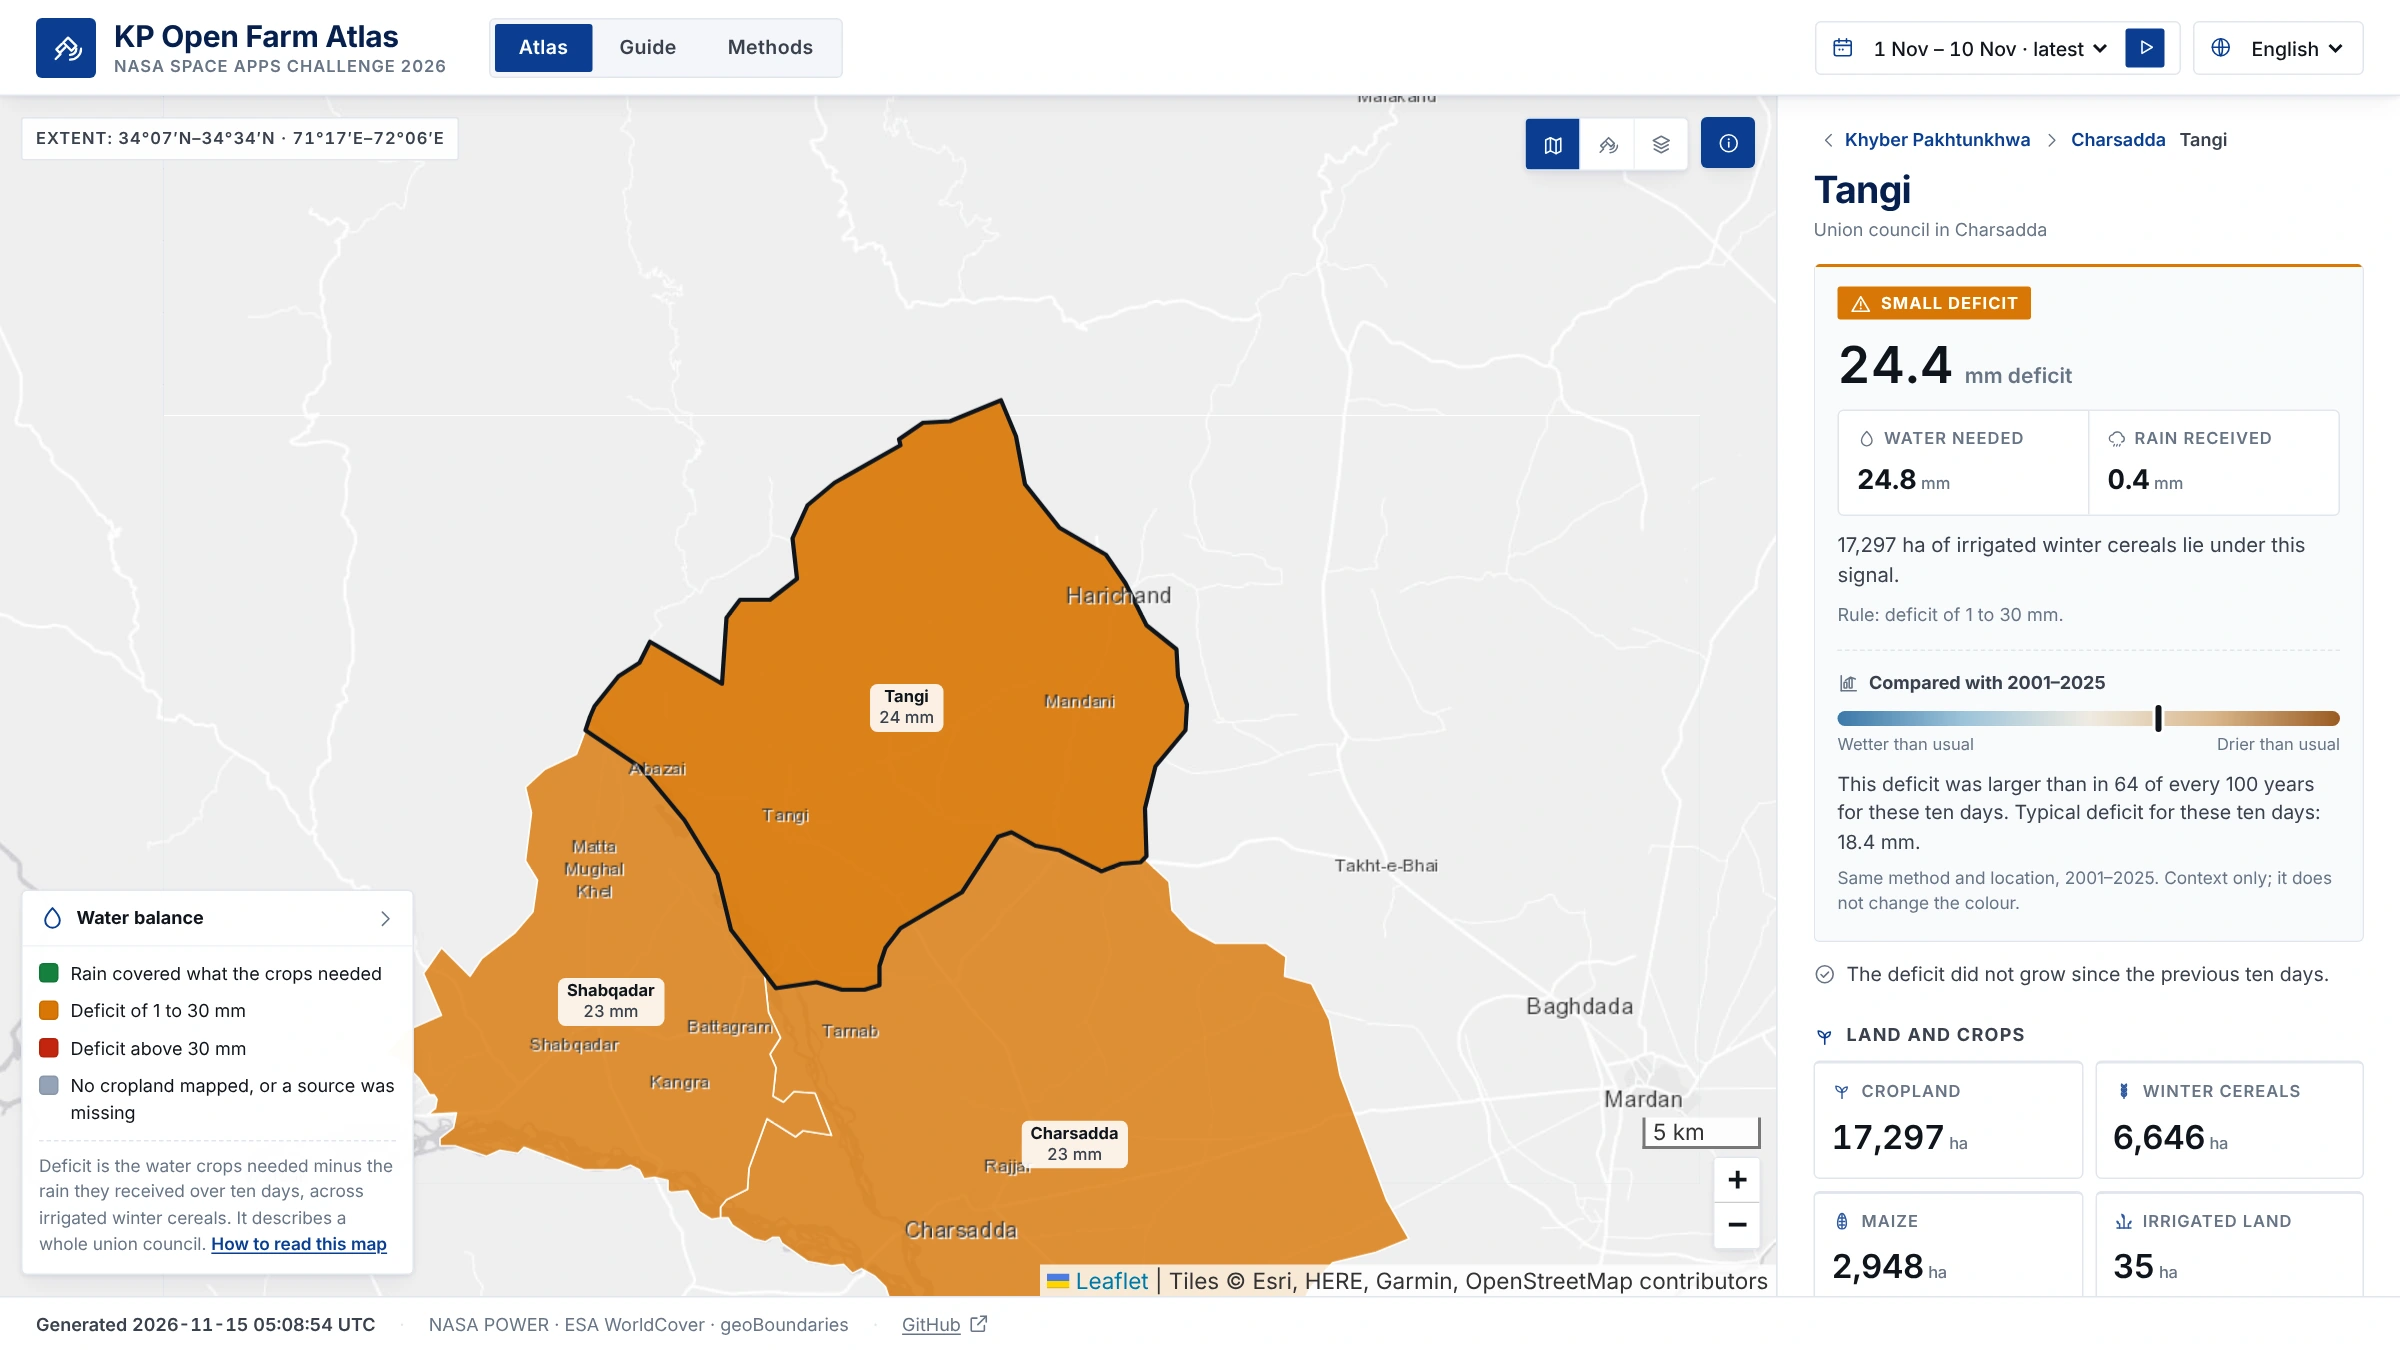 KP Open Farm Atlas
NASA SPACE APPS CHALLENGE 2026
Atlas
Guide
Methods
1 Nov – 10 Nov · latest
English
EXTENT: 34°07′N–34°34′N · 71°17′E–72°06′E
Malakand
Harichand
Tangi
24 mm
Mandani
Abazai
Tangi
Matta
Mughal
Khel
Takht-e-Bhai
Shabqadar
23 mm
Battagram
Tarnab
Shabqadar
Kangra
Baghdada
Mardan
Charsadda
23 mm
Charsadda
5 km
+
−
Leaflet | Tiles © Esri, HERE, Garmin, OpenStreetMap contributors
Water balance
Rain covered what the crops needed
Deficit of 1 to 30 mm
Deficit above 30 mm
No cropland mapped, or a source was
missing
Deficit is the water crops needed minus the
rain they received over ten days, across
irrigated winter cereals. It describes a
whole union council. How to read this map
Khyber Pakhtunkhwa > Charsadda Tangi
Tangi
Union council in Charsadda
SMALL DEFICIT
24.4 mm deficit
WATER NEEDED
24.8 mm
RAIN RECEIVED
0.4 mm
17,297 ha of irrigated winter cereals lie under this
signal.
Rule: deficit of 1 to 30 mm.
Compared with 2001–2025
Wetter than usual
Drier than usual
This deficit was larger than in 64 of every 100 years
for these ten days. Typical deficit for these ten days:
18.4 mm.
Same method and location, 2001–2025. Context only; it does
not change the colour.
The deficit did not grow since the previous ten days.
LAND AND CROPS
CROPLAND
17,297 ha
WINTER CEREALS
6,646 ha
MAIZE
2,948 ha
IRRIGATED LAND
35 ha
Generated 2026-11-15 05:08:54 UTC
NASA POWER · ESA WorldCover · geoBoundaries
GitHub